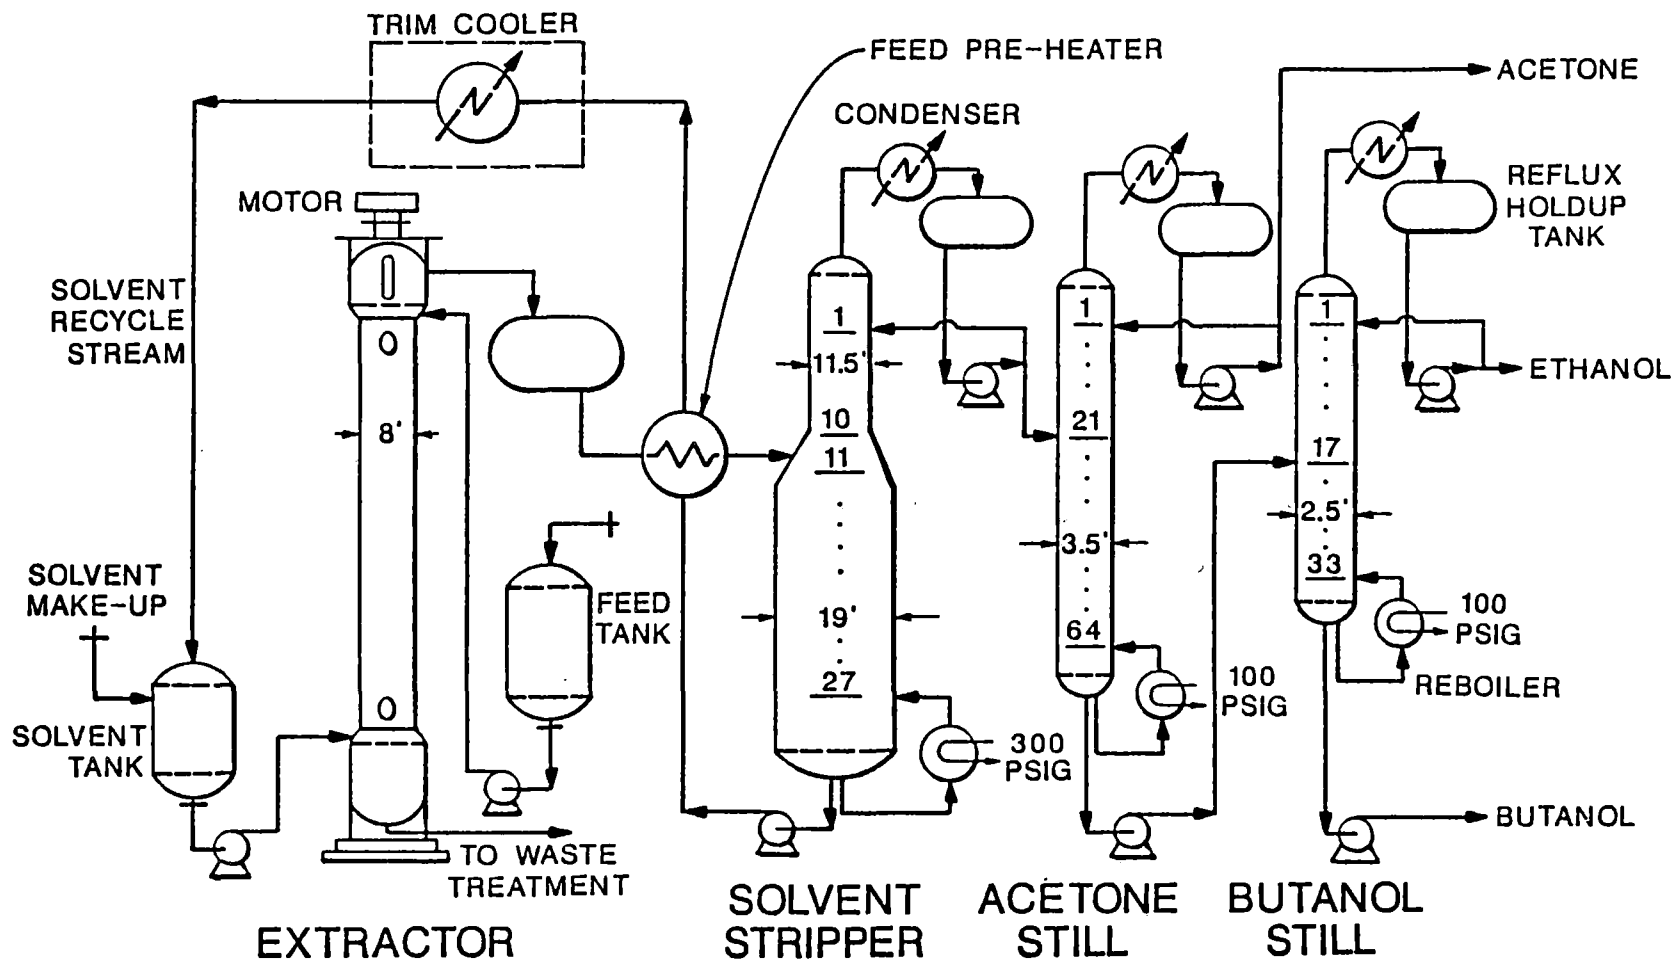 TRIM COOLER
FEED PRE-HEATER
ACETONE
CONDENSER
MOTOR
REFLUX
HOLDUP
TANK
SOLVENT
RECYCLE
STREAM
1
11.5'
10
11
19'
27
1
21
3.5'
64
1
17
2.5'
33
8'
ETHANOL
SOLVENT
MAKE-UP
FEED
TANK
100
PSIG
REBOILER
100
PSIG
300
PSIG
SOLVENT
TANK
BUTANOL
TO WASTE
TREATMENT
EXTRACTOR
SOLVENT
STRIPPER
ACETONE
STILL
BUTANOL
STILL